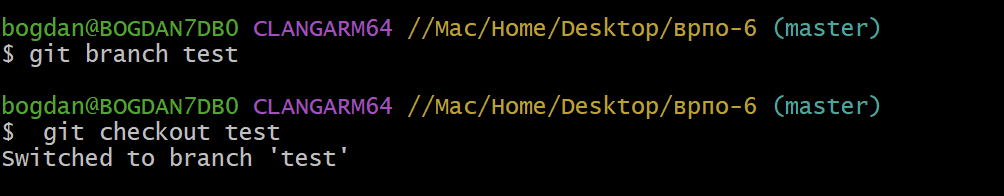 bogdan@BOGDAN7DB0 CLANGARM64 //Mac/Home/Desktop/врпо-6 (master)
$ git branch test
bogdan@BOGDAN7DB0 CLANGARM64 //Mac/Home/Desktop/врпо-6 (master)
$  git checkout test
Switched to branch 'test'